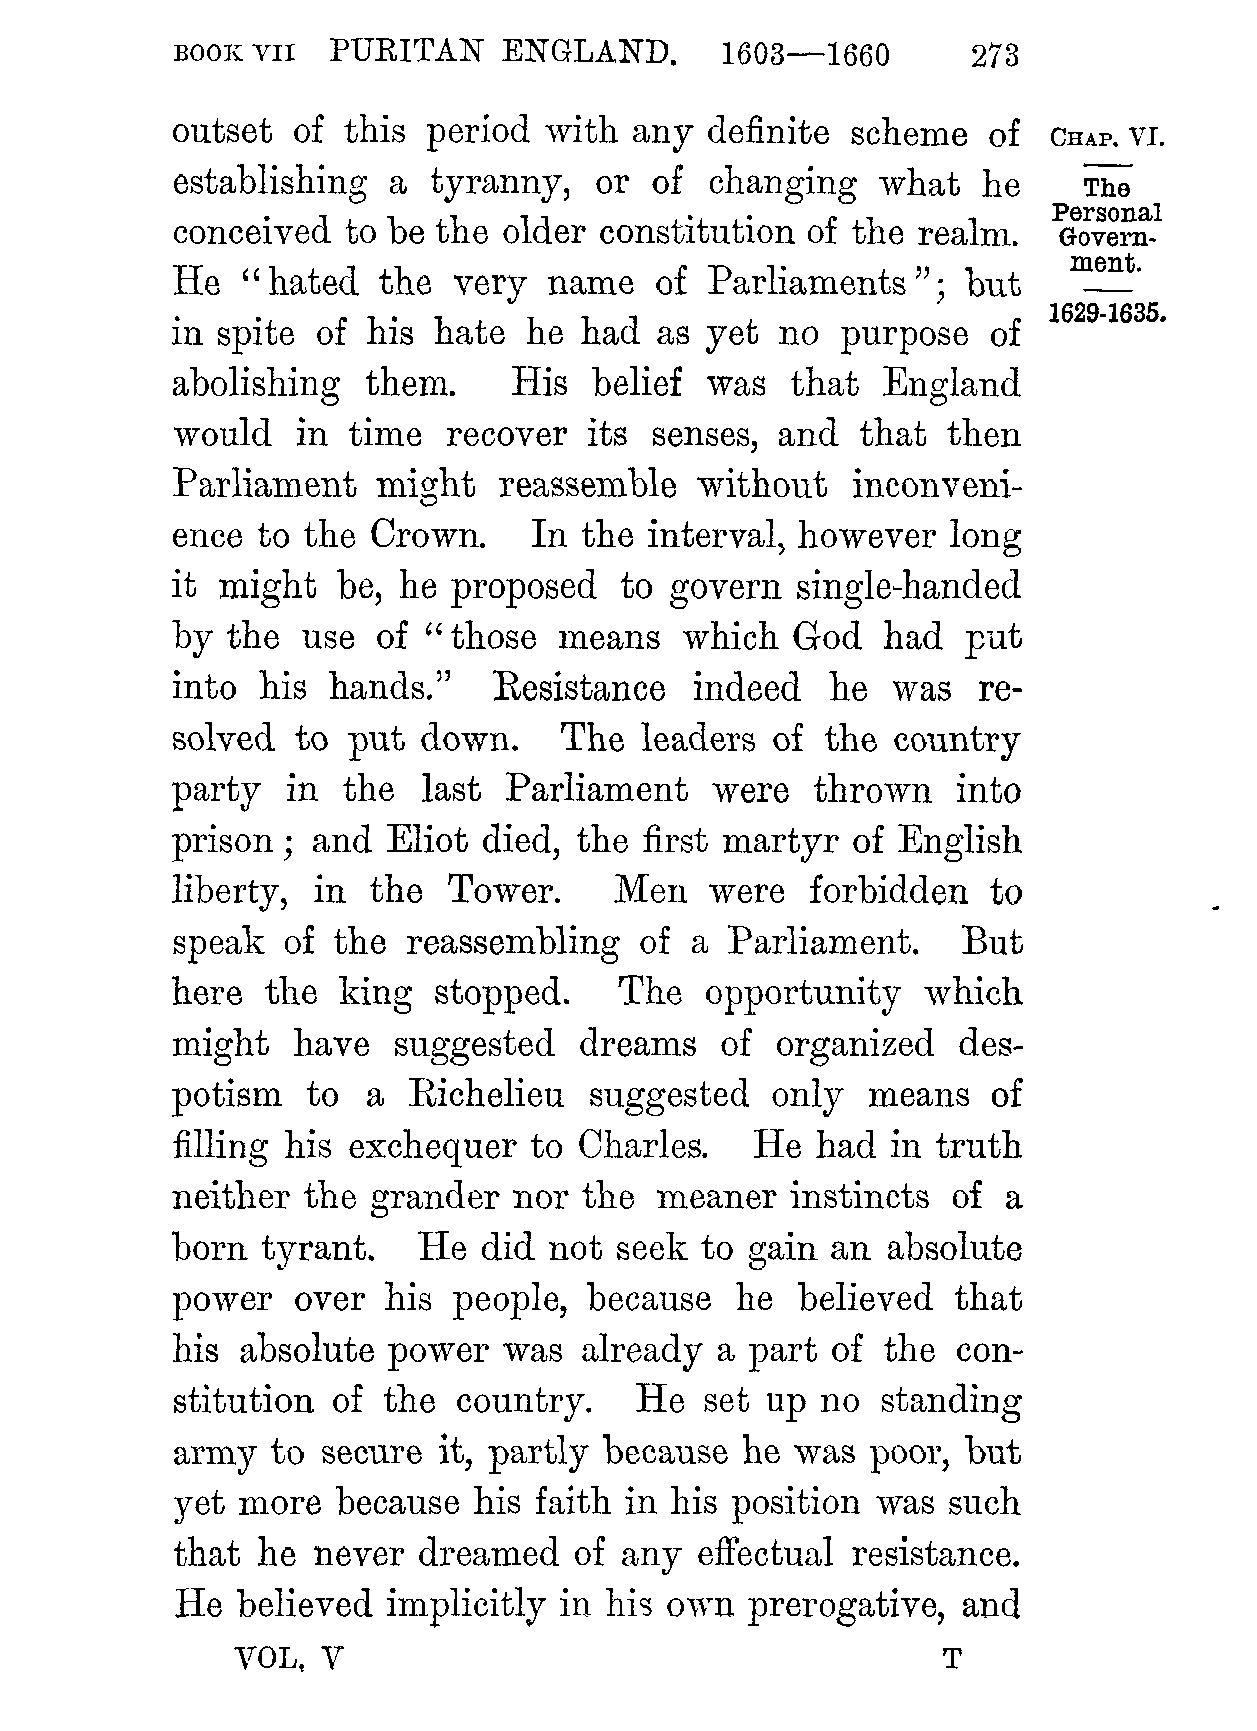 BOOK VII PURITAN ENGLAND. 1603—1660 273
outset of this period with any definite scheme of
establishing a tyranny, or of changing what he
conceived to be the older constitution of the realm.
He “hated the very name of Parliaments”; but
in spite of his hate he had as yet no purpose of
abolishing them. His belief was that England
would in time recover its senses, and that then
Parliament might reassemble without inconveni-
ence to the Crown. In the interval, however long
it might be, he proposed to govern single-handed
by the use of “those means which God had put
into his hands.” Resistance indeed he was re-
solved to put down. The leaders of the country
party in the last Parliament were thrown into
prison; and Eliot died, the first martyr of English
liberty, in the Tower. Men were forbidden to
speak of the reassembling of a Parliament. But
here the king stopped. The opportunity which
might have suggested dreams of organized des-
potism to a Richelieu suggested only means of
filling his exchequer to Charles. He had in truth
neither the grander nor the meaner instincts of a
born tyrant. He did not seek to gain an absolute
power over his people, because he believed that
his absolute power was already a part of the con-
stitution of the country. He set up no standing
army to secure it, partly because he was poor, but
yet more because his faith in his position was such
that he never dreamed of any effectual resistance.
He believed implicitly in his own prerogative, and
CHAP. VI.
The
Personal
Govern-
ment.
1629-1635.
VOL. V T